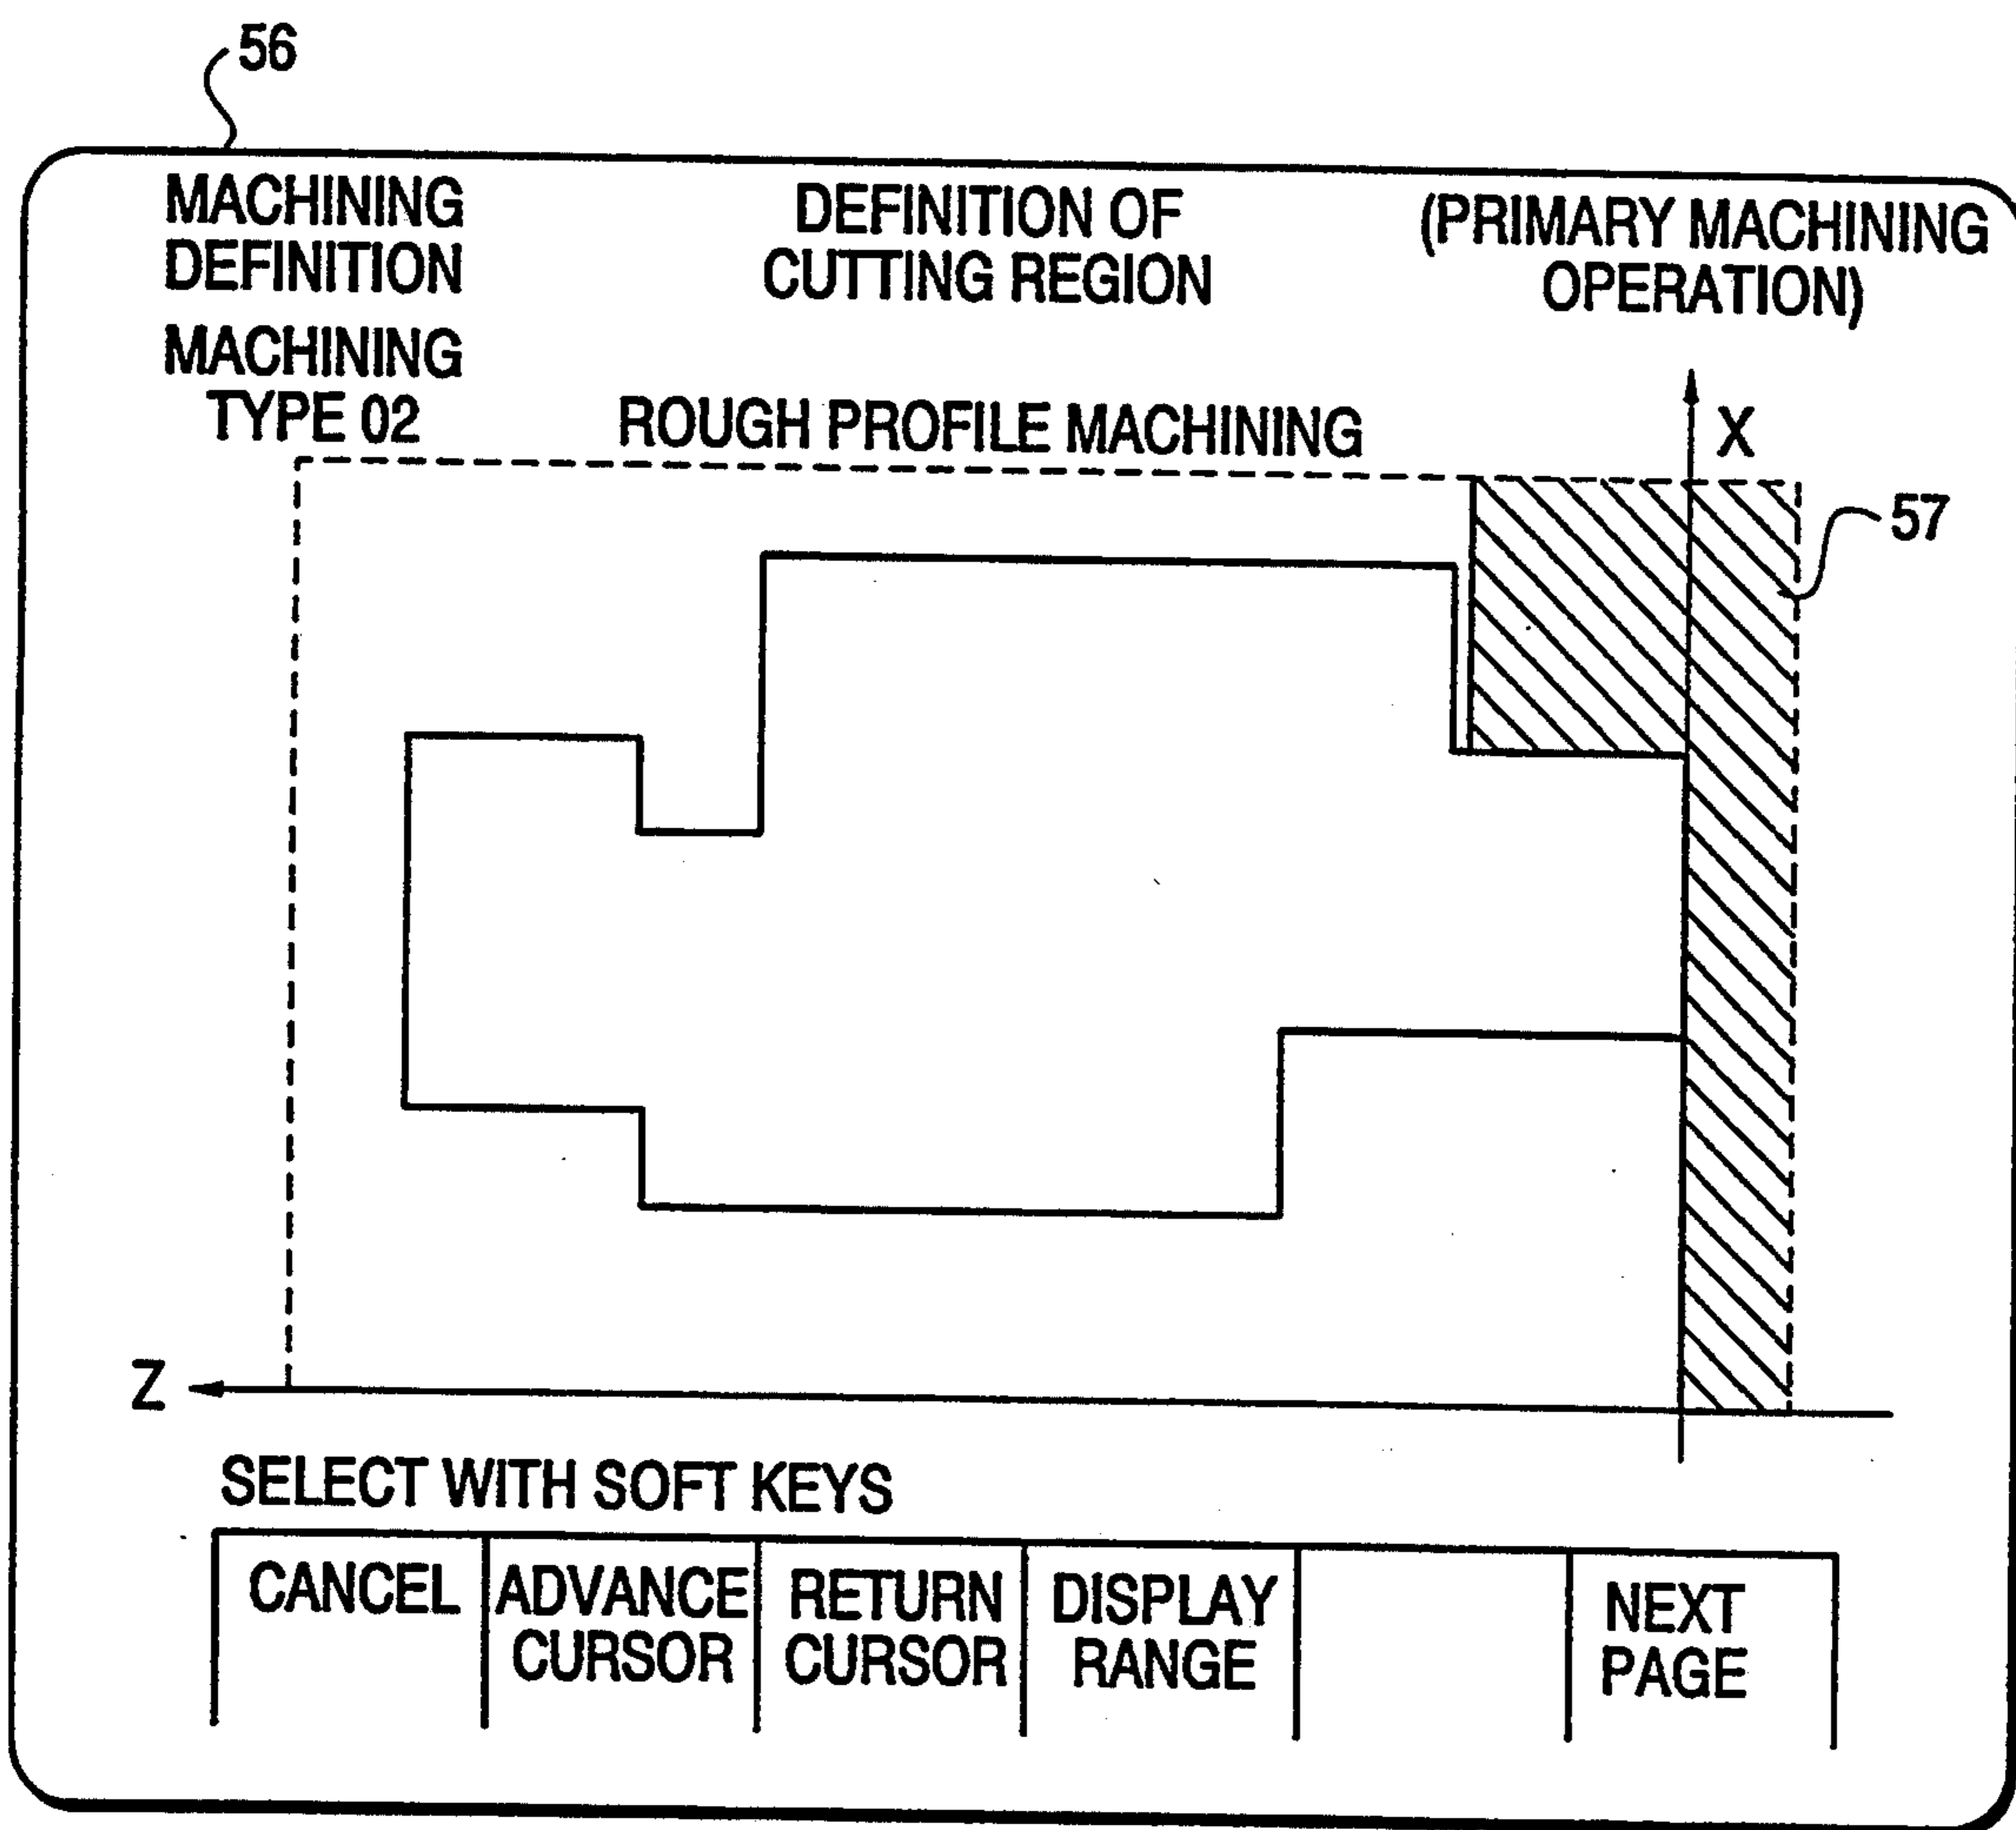 56
MACHINING
DEFINITION
DEFINITION OF
CUTTING REGION
(PRIMARY MACHINING
OPERATION)
MACHINING
TYPE 02
ROUGH PROFILE MACHINING
X
57
Z
SELECT WITH SOFT KEYS
CANCEL
ADVANCE
CURSOR
RETURN
CURSOR
DISPLAY
RANGE
NEXT
PAGE